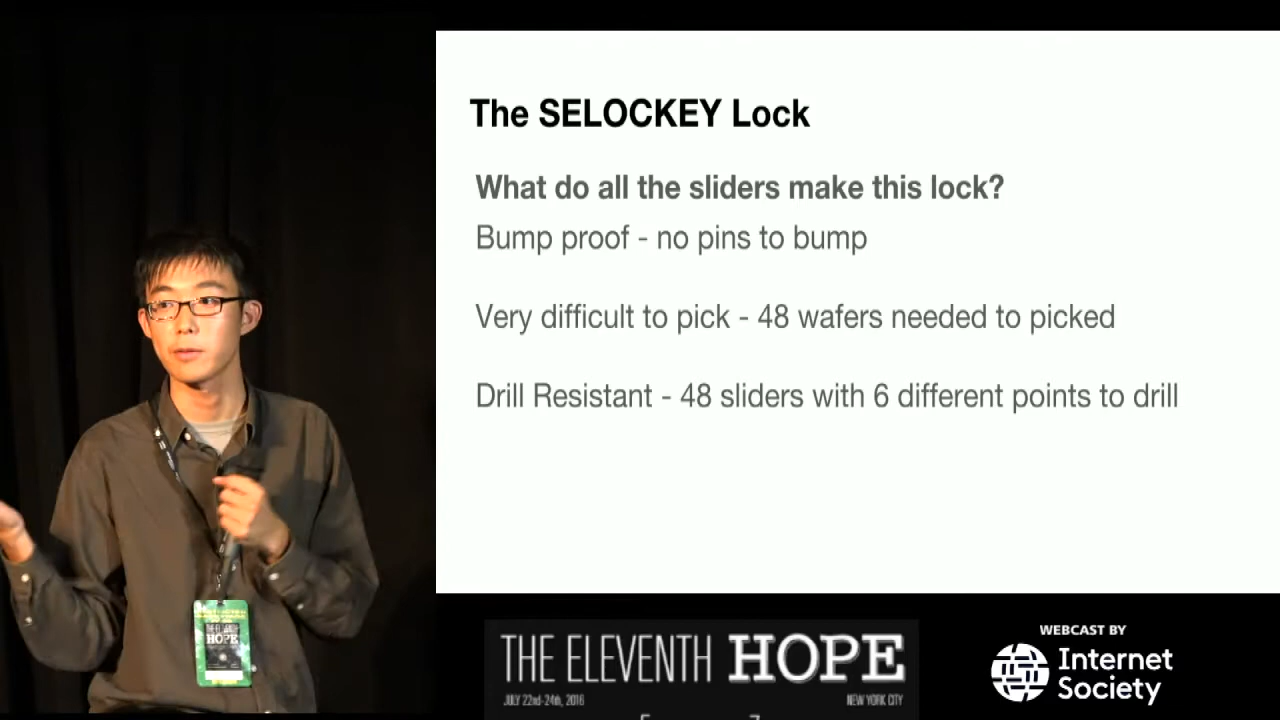 The SELOCKEY Lock
What do all the sliders make this lock?
Bump proof - no pins to bump
Very difficult to pick - 48 wafers needed to picked
Drill Resistant - 48 sliders with 6 different points to drill
HOPE
THE ELEVENTH HOPE
JULY 22nd-24th, 2016
NEW YORK CITY
WEBCAST BY
Internet
Society